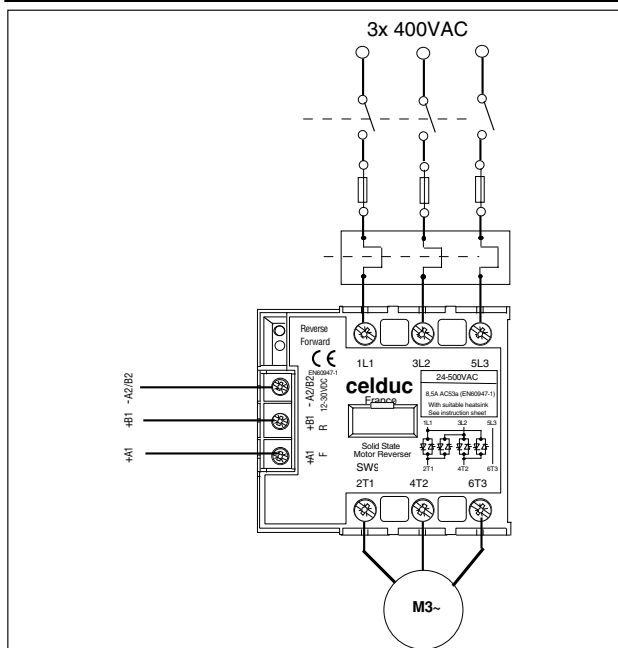 3x 400VAC
Reverse
Forward
CE
EN60947-1
1L1 3L2 5L3
celduc
France
24-500VAC
8,5A AC53a (EN60947-1)
With suitable heatsink
See instruction sheet
1L1 3L2 5L3
2T1 4T2 6T3
Solid State
Motor Reverser
SW9
2T1 4T2 6T3
12-30VDC
- A2/B2
+B1
R
+A1
F
- A2/B2
+B1
+A1
M3~